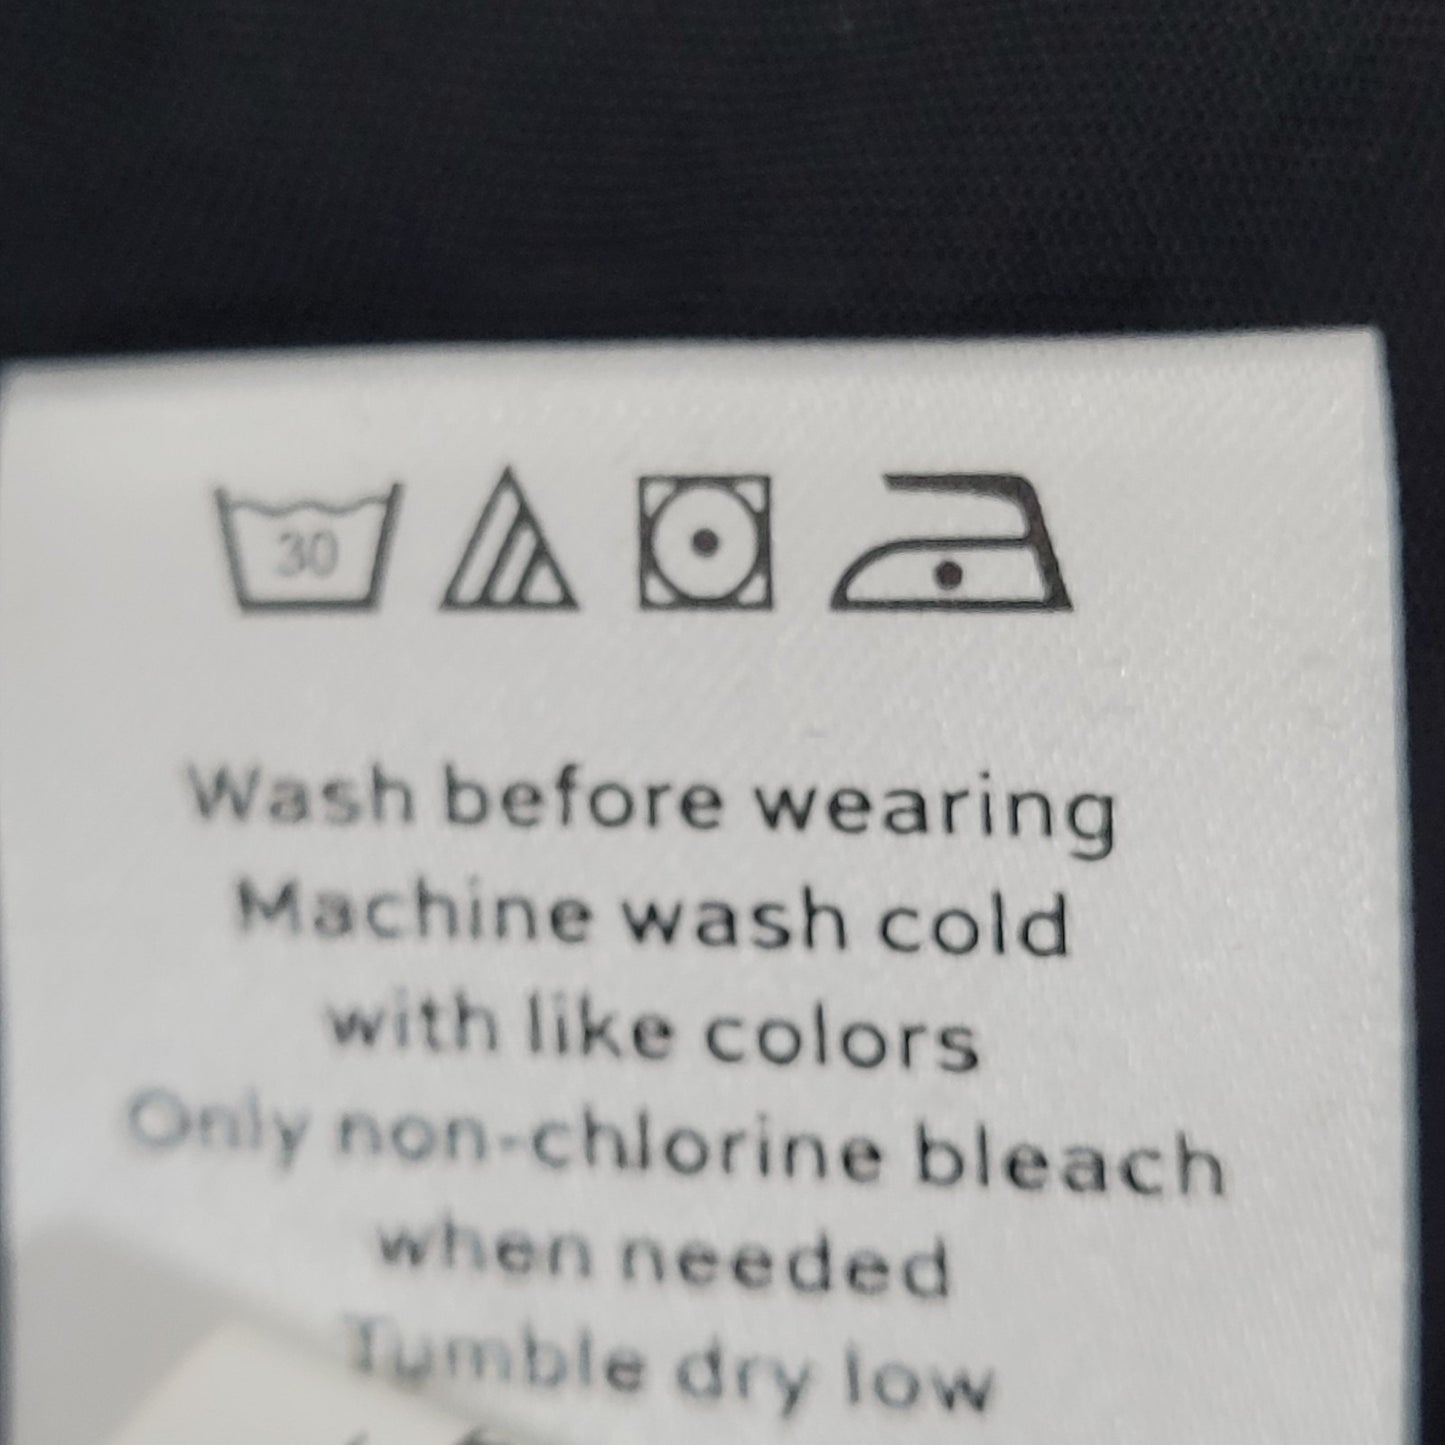 30
Wash before wearing
Machine wash cold
with like colors
Only non-chlorine bleach
when needed
Tumble dry low